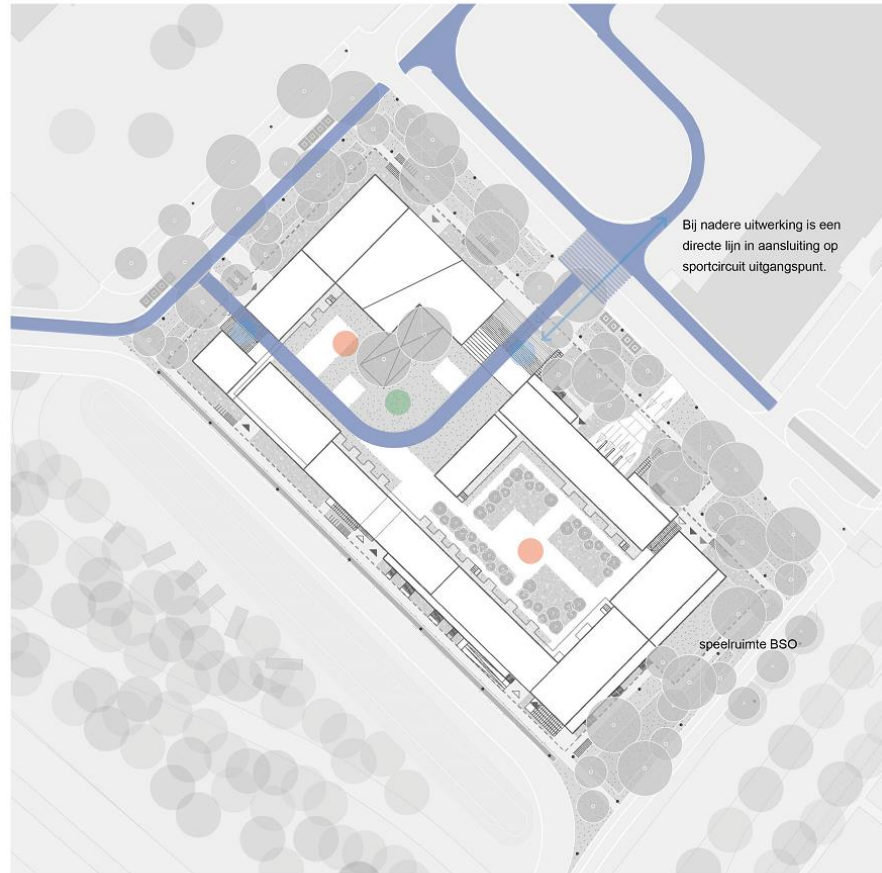 Bij nadere uitwerking is een
directe lijn in aansluiting op
sportcircuit uitgangspunt.
speelruimte BSO